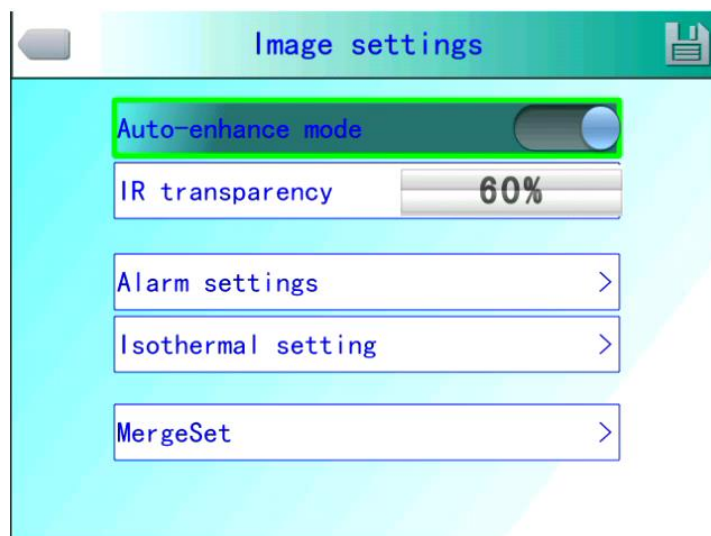 Image settings
Auto-enhance mode
IR transparency 60%
Alarm settings >
Isothermal setting >
MergeSet >